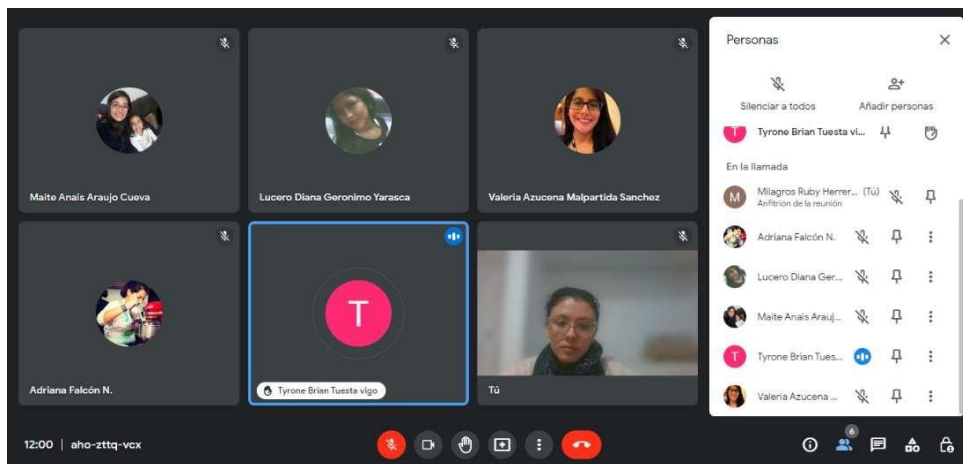 Maite Anais Araujo Cueva
Lucero Diana Geronimo Yarasca
Valeria Azucena Malpartida Sanchez
Adriana Falcón N.
T
Tyrone Brian Tuesta vigo
Tú
12:00 | aho-zttq-vcx
6
Personas
Silenciar a todos
Añadir personas
T Tyrone Brian Tuesta vi...
En la llamada
M Milagros Ruby Herrer... (Tú)
Anfitrión de la reunión
Adriana Falcón N.
Lucero Diana Ger...
Maite Anais Arauj...
T Tyrone Brian Tues...
Valeria Azucena ...